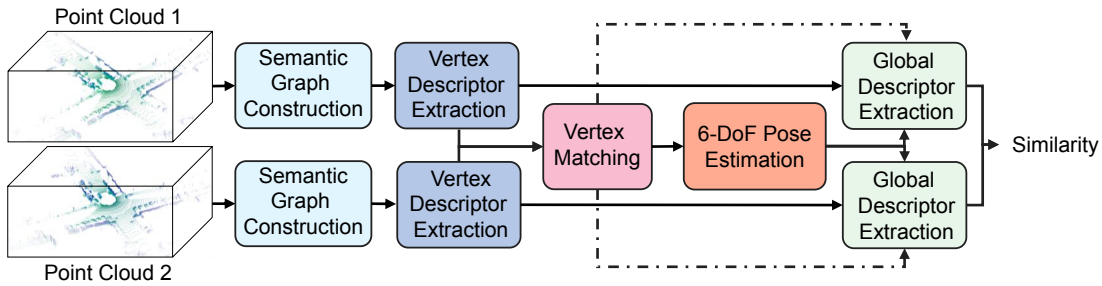 Point Cloud 1
Semantic
Graph
Construction
Vertex
Descriptor
Extraction
Global
Descriptor
Extraction
Vertex
Matching
6-DoF Pose
Estimation
Similarity
Semantic
Graph
Construction
Vertex
Descriptor
Extraction
Global
Descriptor
Extraction
Point Cloud 2